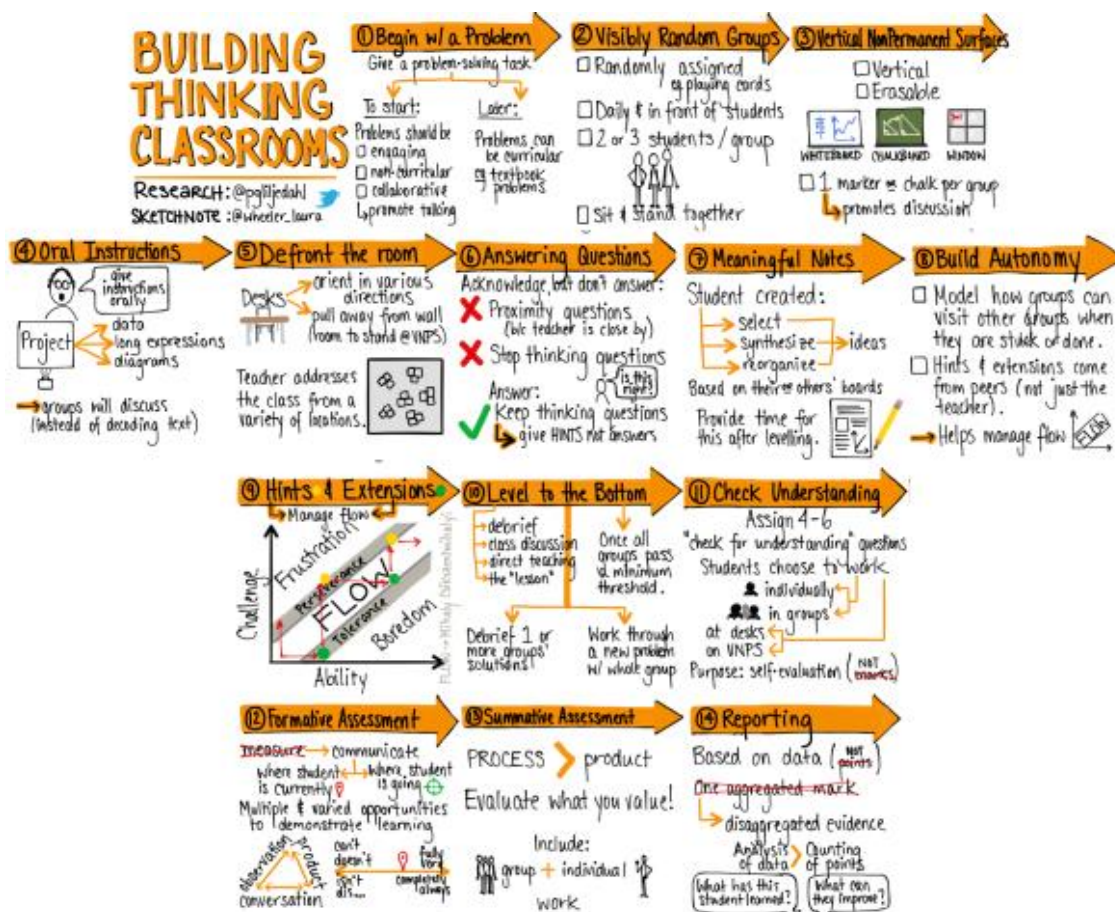 BUILDING
THINKING
CLASSROOMS
RESEARCH: @pgliljedahl
SKETCHNOTE: @wheeler_laura
① Begin w/ a Problem
Give a problem-solving task
To start:
Problems should be
engaging
non-curricular
collaborative
↳ promote talking
Later:
Problems can
be curricular
eg textbook
problems
② Visibly Random Groups
Randomly assigned
eg playing cards
Daily & in front of students
2 or 3 students / group
Sit & stand together
③ Vertical NonPermanent Surfaces
Vertical
Erasable
WHITEBOARD
CHALKBOARD
WINDOW
1 marker or chalk per group
↳ promotes discussion
④ Oral Instructions
give
instructions
orally
Project
data
long expressions
diagrams
→ groups will discuss
(instead of decoding text)
⑤ Defront the room
Desks
orient in various
directions
pull away from wall
(room to stand @ VNPS)
Teacher addresses
the class from a
variety of locations.
⑥ Answering Questions
Acknowledge, but don't answer:
Proximity questions
(b/c teacher is close by)
Stop thinking questions
is this
right?
Answer:
Keep thinking questions
↳ give HINTS not answers
⑦ Meaningful Notes
Student created:
select
synthesize
reorganize
ideas
Based on their or others' boards
Provide time for
this after levelling.
⑧ Build Autonomy
Model how groups can
visit other groups when
they are stuck or done.
Hints & extensions come
from peers (not just the
teacher).
→ Helps manage flow
FLOW
⑨ Hints & Extensions
Manage flow
Challenge
Frustration
Perseverance
FLOW
Tolerance
Boredom
Ability
⑩ Level to the Bottom
debrief
class discussion
direct teaching
the "lesson"
Once all
groups pass
a minimum
threshold.
Debrief 1 or
more groups'
solutions
Work through
a new problem
w/ whole group
⑪ Check Understanding
Assign 4-6
"check for understanding" questions
Students choose to work
individually
in groups
at desks
on VNPS
Purpose: self-evaluation (NOT
marks)
⑫ Formative Assessment
measure → communicate
where student
is currently
where student
is going
Multiple & varied opportunities
to demonstrate learning
observation
product
conversation
can't
doesn't
isn't
dis...
fully
very
completely
always
⑬ Summative Assessment
PROCESS > product
Evaluate what you value!
Include:
group + individual
work
⑭ Reporting
Based on data (NOT
points)
One aggregated mark
↳ disaggregated evidence
Analysis
of data
>
Counting
of points
What has this
student learned?
What can
they improve?